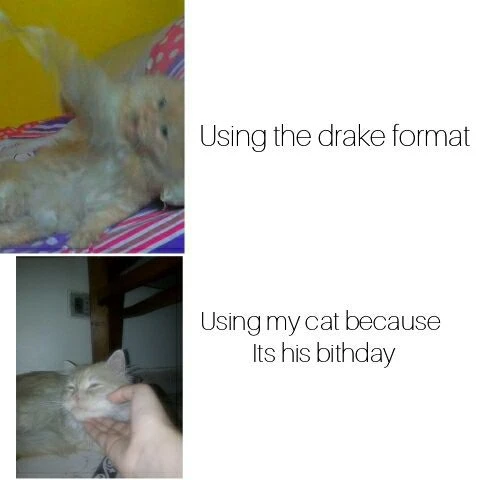 Using the drake format
Using my cat because
Its his bithday